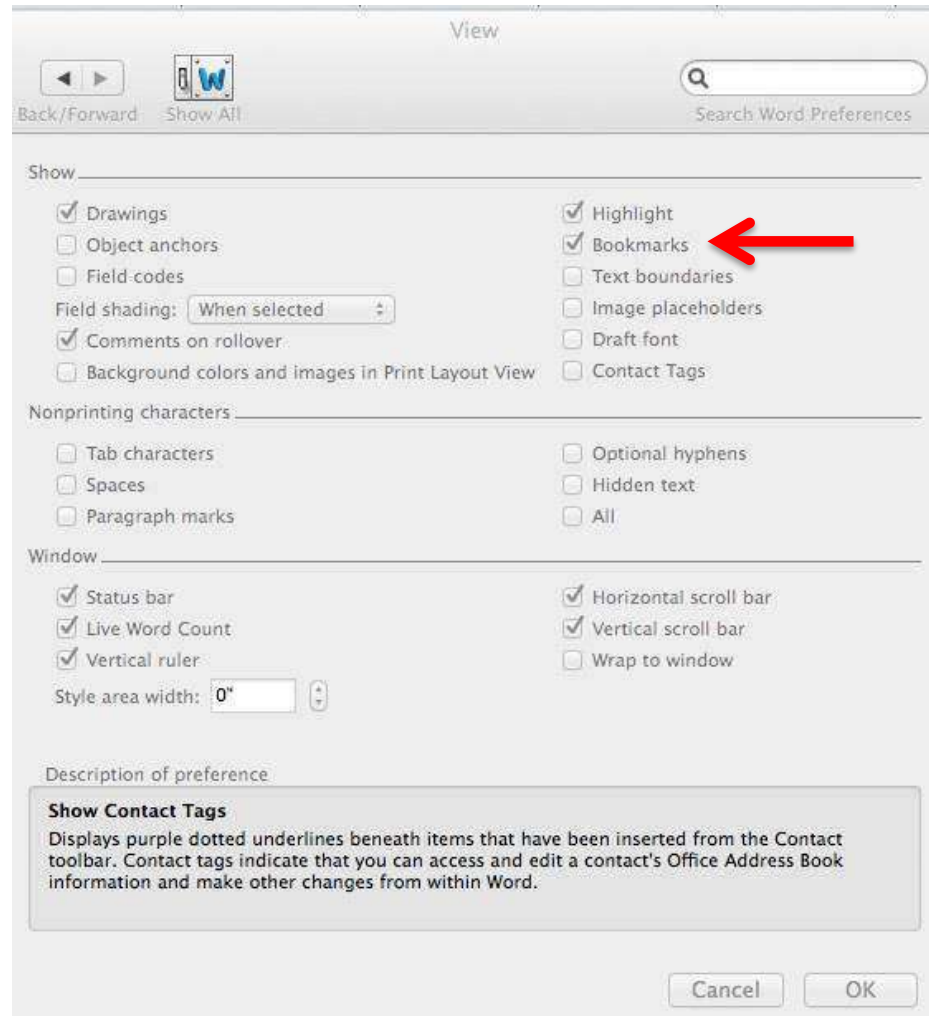 View
W
Back/Forward Show All Search Word Preferences
Show
Drawings
Object anchors
Field codes
Field shading: When selected
Comments on rollover
Background colors and images in Print Layout View
Highlight
Bookmarks
Text boundaries
Image placeholders
Draft font
Contact Tags
Nonprinting characters
Tab characters
Spaces
Paragraph marks
Optional hyphens
Hidden text
All
Window
Status bar
Live Word Count
Vertical ruler
Style area width: 0"
Horizontal scroll bar
Vertical scroll bar
Wrap to window
Description of preference
Show Contact Tags
Displays purple dotted underlines beneath items that have been inserted from the Contact
toolbar. Contact tags indicate that you can access and edit a contact's Office Address Book
information and make other changes from within Word.
Cancel OK